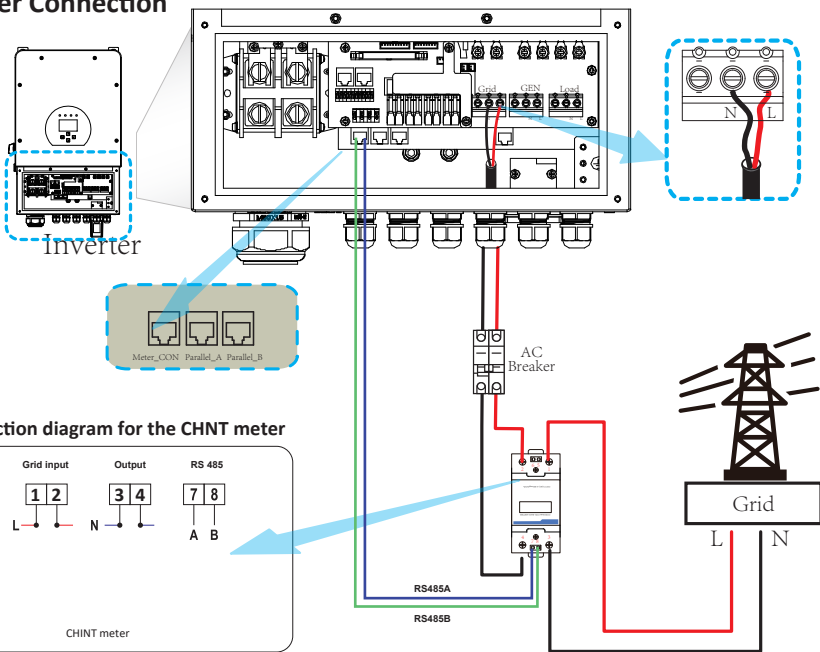 er Connection
Grid
GEN
Load
N
L
Inverter
Meter_CON
Parallel_A
Parallel_B
AC
Breaker
ction diagram for the CHNT meter
Grid input
Output
RS 485
1 2
3 4
7 8
L
N
A B
Grid
L
N
RS485A
RS485B
CHINT meter